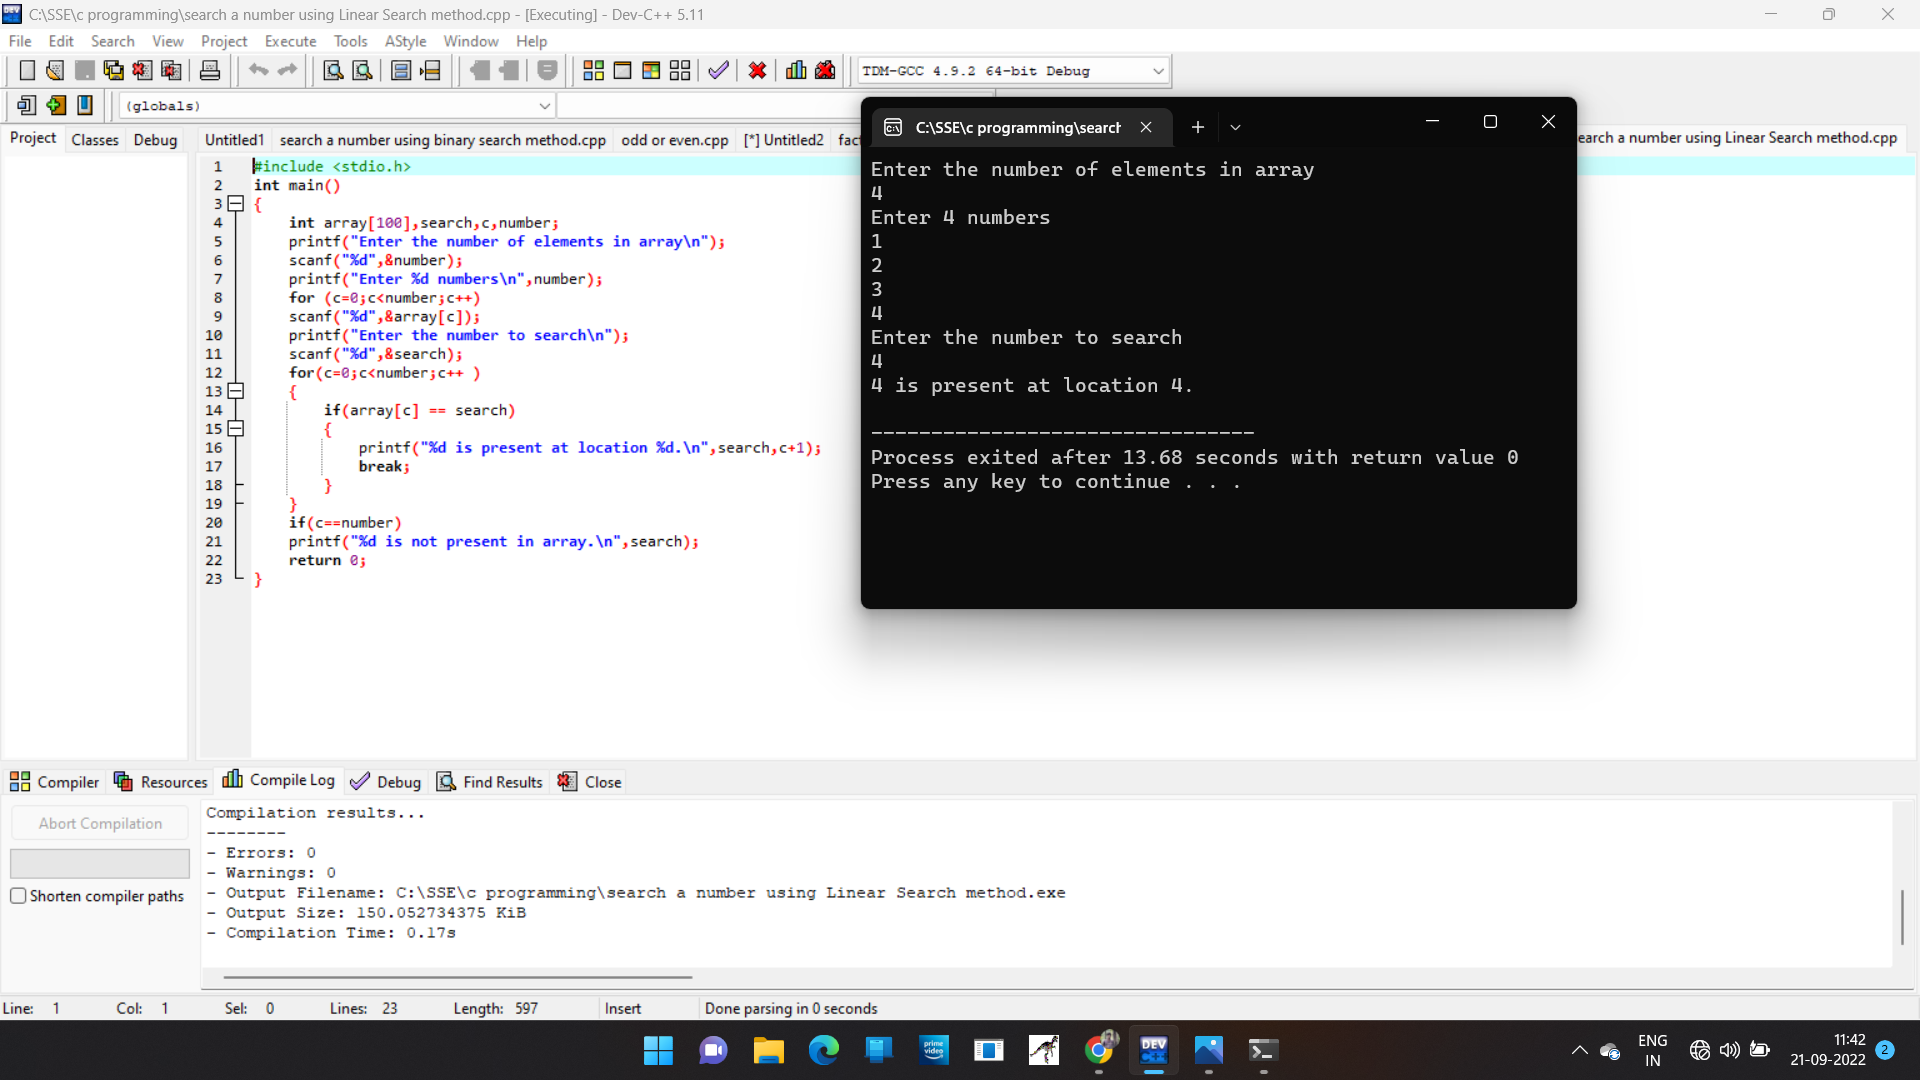 C:\SSE\c programming\search a number using Linear Search method.cpp - [Executing] - Dev-C++ 5.11
File Edit Search View Project Execute Tools AStyle Window Help
TDM-GCC 4.9.2 64-bit Debug
(globals)
Project Classes Debug
Untitled1 search a number using binary search method.cpp odd or even.cpp [*] Untitled2 fact
earch a number using Linear Search method.cpp
1 #include <stdio.h>
2 int main()
3 {
4 int array[100],search,c,number;
5 printf("Enter the number of elements in array\n");
6 scanf("%d",&number);
7 printf("Enter %d numbers\n",number);
8 for (c=0;c<number;c++)
9 scanf("%d",&array[c]);
10 printf("Enter the number to search\n");
11 scanf("%d",&search);
12 for(c=0;c<number;c++ )
13 {
14 if(array[c] == search)
15 {
16 printf("%d is present at location %d.\n",search,c+1);
17 break;
18 }
19 }
20 if(c==number)
21 printf("%d is not present in array.\n",search);
22 return 0;
23 }
C:\SSE\c programming\search
Enter the number of elements in array
4
Enter 4 numbers
1
2
3
4
Enter the number to search
4
4 is present at location 4.
--------------------------------
Process exited after 13.68 seconds with return value 0
Press any key to continue . . .
Compiler Resources Compile Log Debug Find Results Close
Abort Compilation
Shorten compiler paths
Compilation results...
--------
- Errors: 0
- Warnings: 0
- Output Filename: C:\SSE\c programming\search a number using Linear Search method.exe
- Output Size: 150.052734375 KiB
- Compilation Time: 0.17s
Line: 1 Col: 1 Sel: 0 Lines: 23 Length: 597 Insert Done parsing in 0 seconds
prime video
DEV C++
ENG
IN
11:42
21-09-2022
2